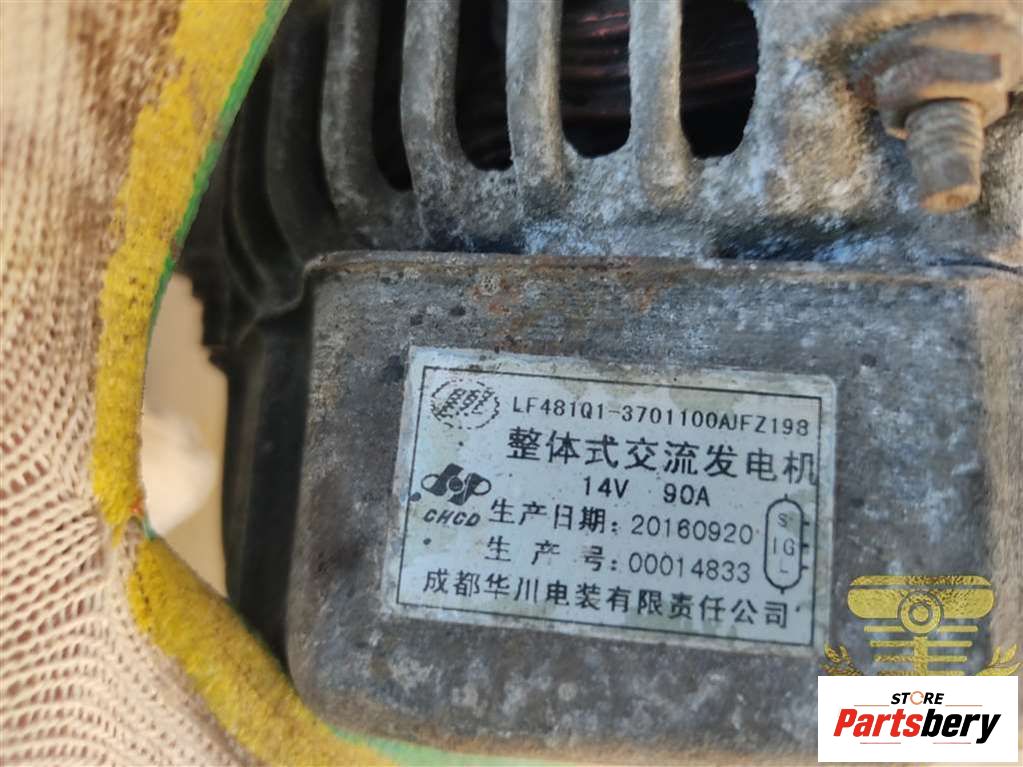 LF481Q1-3701100AJFZ198
整体式交流发电机
14V 90A
CHCD
生产日期: 20160920
生 产 号: 00014833
S
IG
L
成都华川电装有限责任公司
STORE
Partsbery